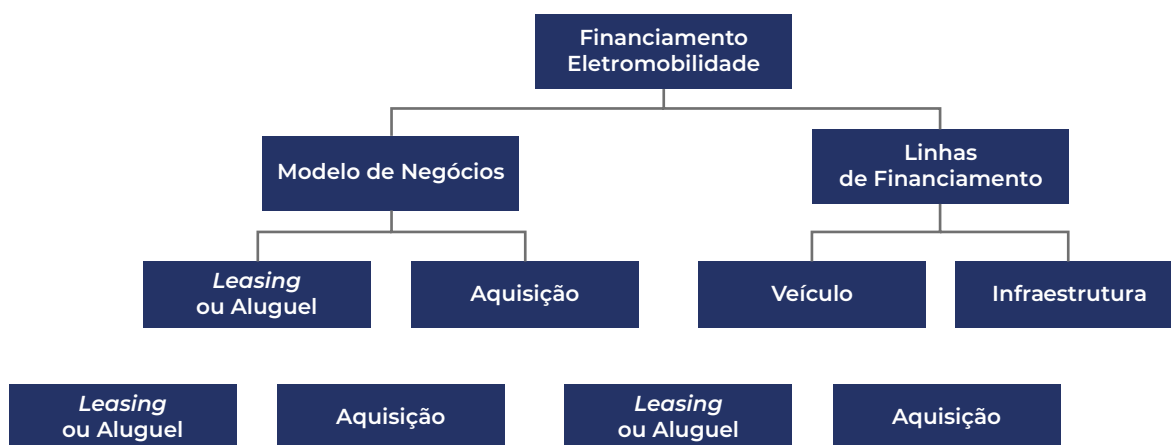 Financiamento
Eletromobilidade
Modelo de Negócios
Linhas
de Financiamento
Leasing
ou Aluguel
Aquisição
Veículo
Infraestrutura
Leasing
ou Aluguel
Aquisição
Leasing
ou Aluguel
Aquisição